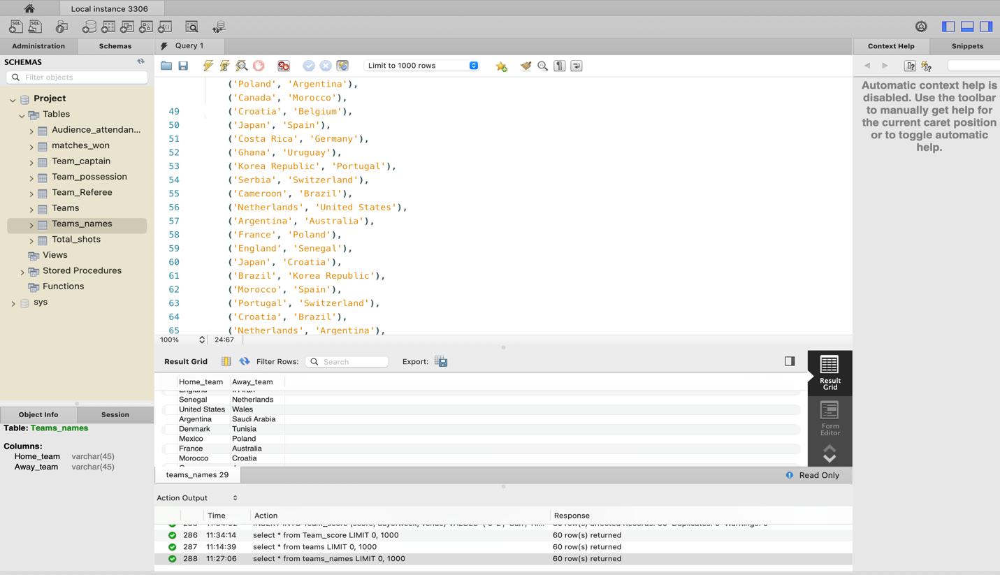 Local instance 3306
Administration
Schemas
Query 1
Context Help
Snippets
SCHEMAS
Filter objects
Limit to 1000 rows
Project
Tables
Audience_attendan...
matches_won
Team_captain
Team_possession
Team_Referee
Teams
Teams_names
Total_shots
Views
Stored Procedures
Functions
sys
('Poland', 'Argentina'),
('Canada', 'Morocco'),
49 ('Croatia', 'Belgium'),
50 ('Japan', 'Spain'),
51 ('Costa Rica', 'Germany'),
52 ('Ghana', 'Uruguay'),
53 ('Korea Republic', 'Portugal'),
54 ('Serbia', 'Switzerland'),
55 ('Cameroon', 'Brazil'),
56 ('Netherlands', 'United States'),
57 ('Argentina', 'Australia'),
58 ('France', 'Poland'),
59 ('England', 'Senegal'),
60 ('Japan', 'Croatia'),
61 ('Brazil', 'Korea Republic'),
62 ('Morocco', 'Spain'),
63 ('Portugal', 'Switzerland'),
64 ('Croatia', 'Brazil'),
65 ('Netherlands', 'Argentina'),
100% 24:67
Automatic context help is
disabled. Use the toolbar
to manually get help for
the current caret position
or to toggle automatic
help.
Result Grid Filter Rows: Search Export:
Home_team Away_team
Senegal Netherlands
United States Wales
Argentina Saudi Arabia
Denmark Tunisia
Mexico Poland
France Australia
Morocco Croatia
Result
Grid
Form
Editor
Object Info
Session
Table: Teams_names
Columns:
Home_team varchar(45)
Away_team varchar(45)
teams_names 29
Read Only
Action Output
Time Action Response
286 11:34:14 select * from Team_score LIMIT 0, 1000 60 row(s) returned
287 11:14:39 select * from teams LIMIT 0, 1000 60 row(s) returned
288 11:27:06 select * from teams_names LIMIT 0, 1000 60 row(s) returned